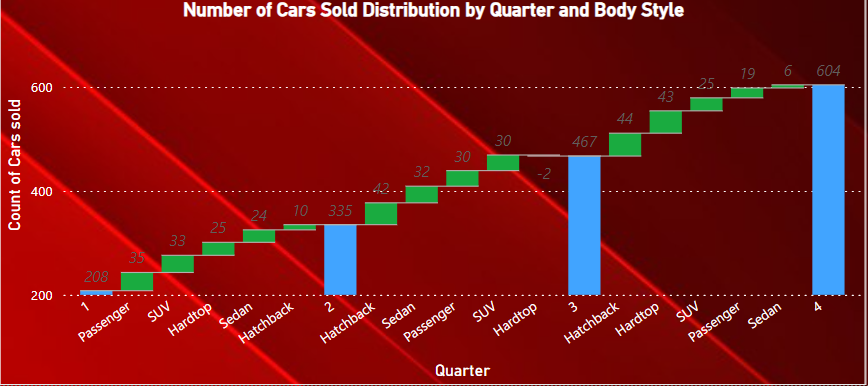 Number of Cars Sold Distribution by Quarter and Body Style
Count of Cars sold
600
400
200
208
35
33
25
24
10
335
42
32
30
30
-2
467
44
43
25
19
6
604
1
Passenger
SUV
Hardtop
Sedan
Hatchback
2
Hatchback
Sedan
Passenger
SUV
Hardtop
3
Hatchback
Hardtop
SUV
Passenger
Sedan
4
Quarter